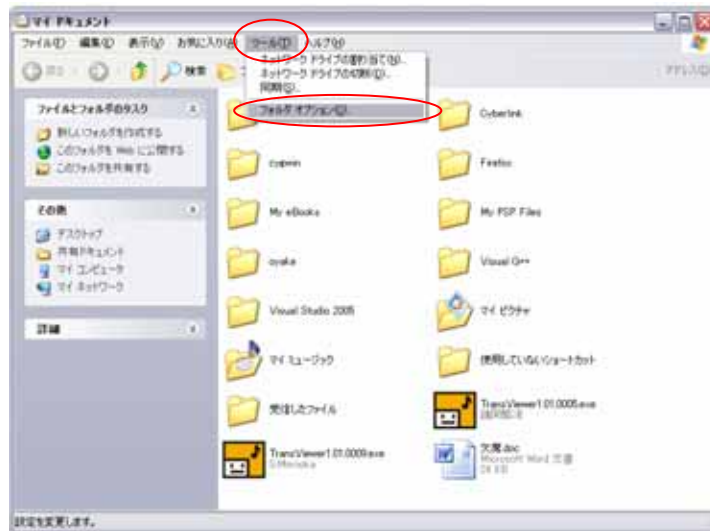 マイ ドキュメント
ファイル(F) 編集(E) 表示(V) お気に入り(A) ツール(T) ヘルプ(H)
ネットワーク ドライブの割り当て(N)...
ネットワーク ドライブの切断(D)...
同期(S)...
フォルダ オプション(O)...
戻る
検索
アドレス(D)
ファイルとフォルダのタスク
新しいフォルダを作成する
このフォルダを Web に公開する
このフォルダを共有する
その他
デスクトップ
共有ドキュメント
マイ コンピュータ
マイ ネットワーク
詳細
Cyberlink
Firefox
My eBooks
My PSP Files
Visual C++
Visual Studio 2005
マイ ピクチャ
マイ ミュージック
使用していないショートカット
受信したファイル
TransViewer1.01.0005.exe
TransViewer1.01.0009.exe
S.Morioka
欠席.doc
Microsoft Word 文書
24 KB
設定を変更します。